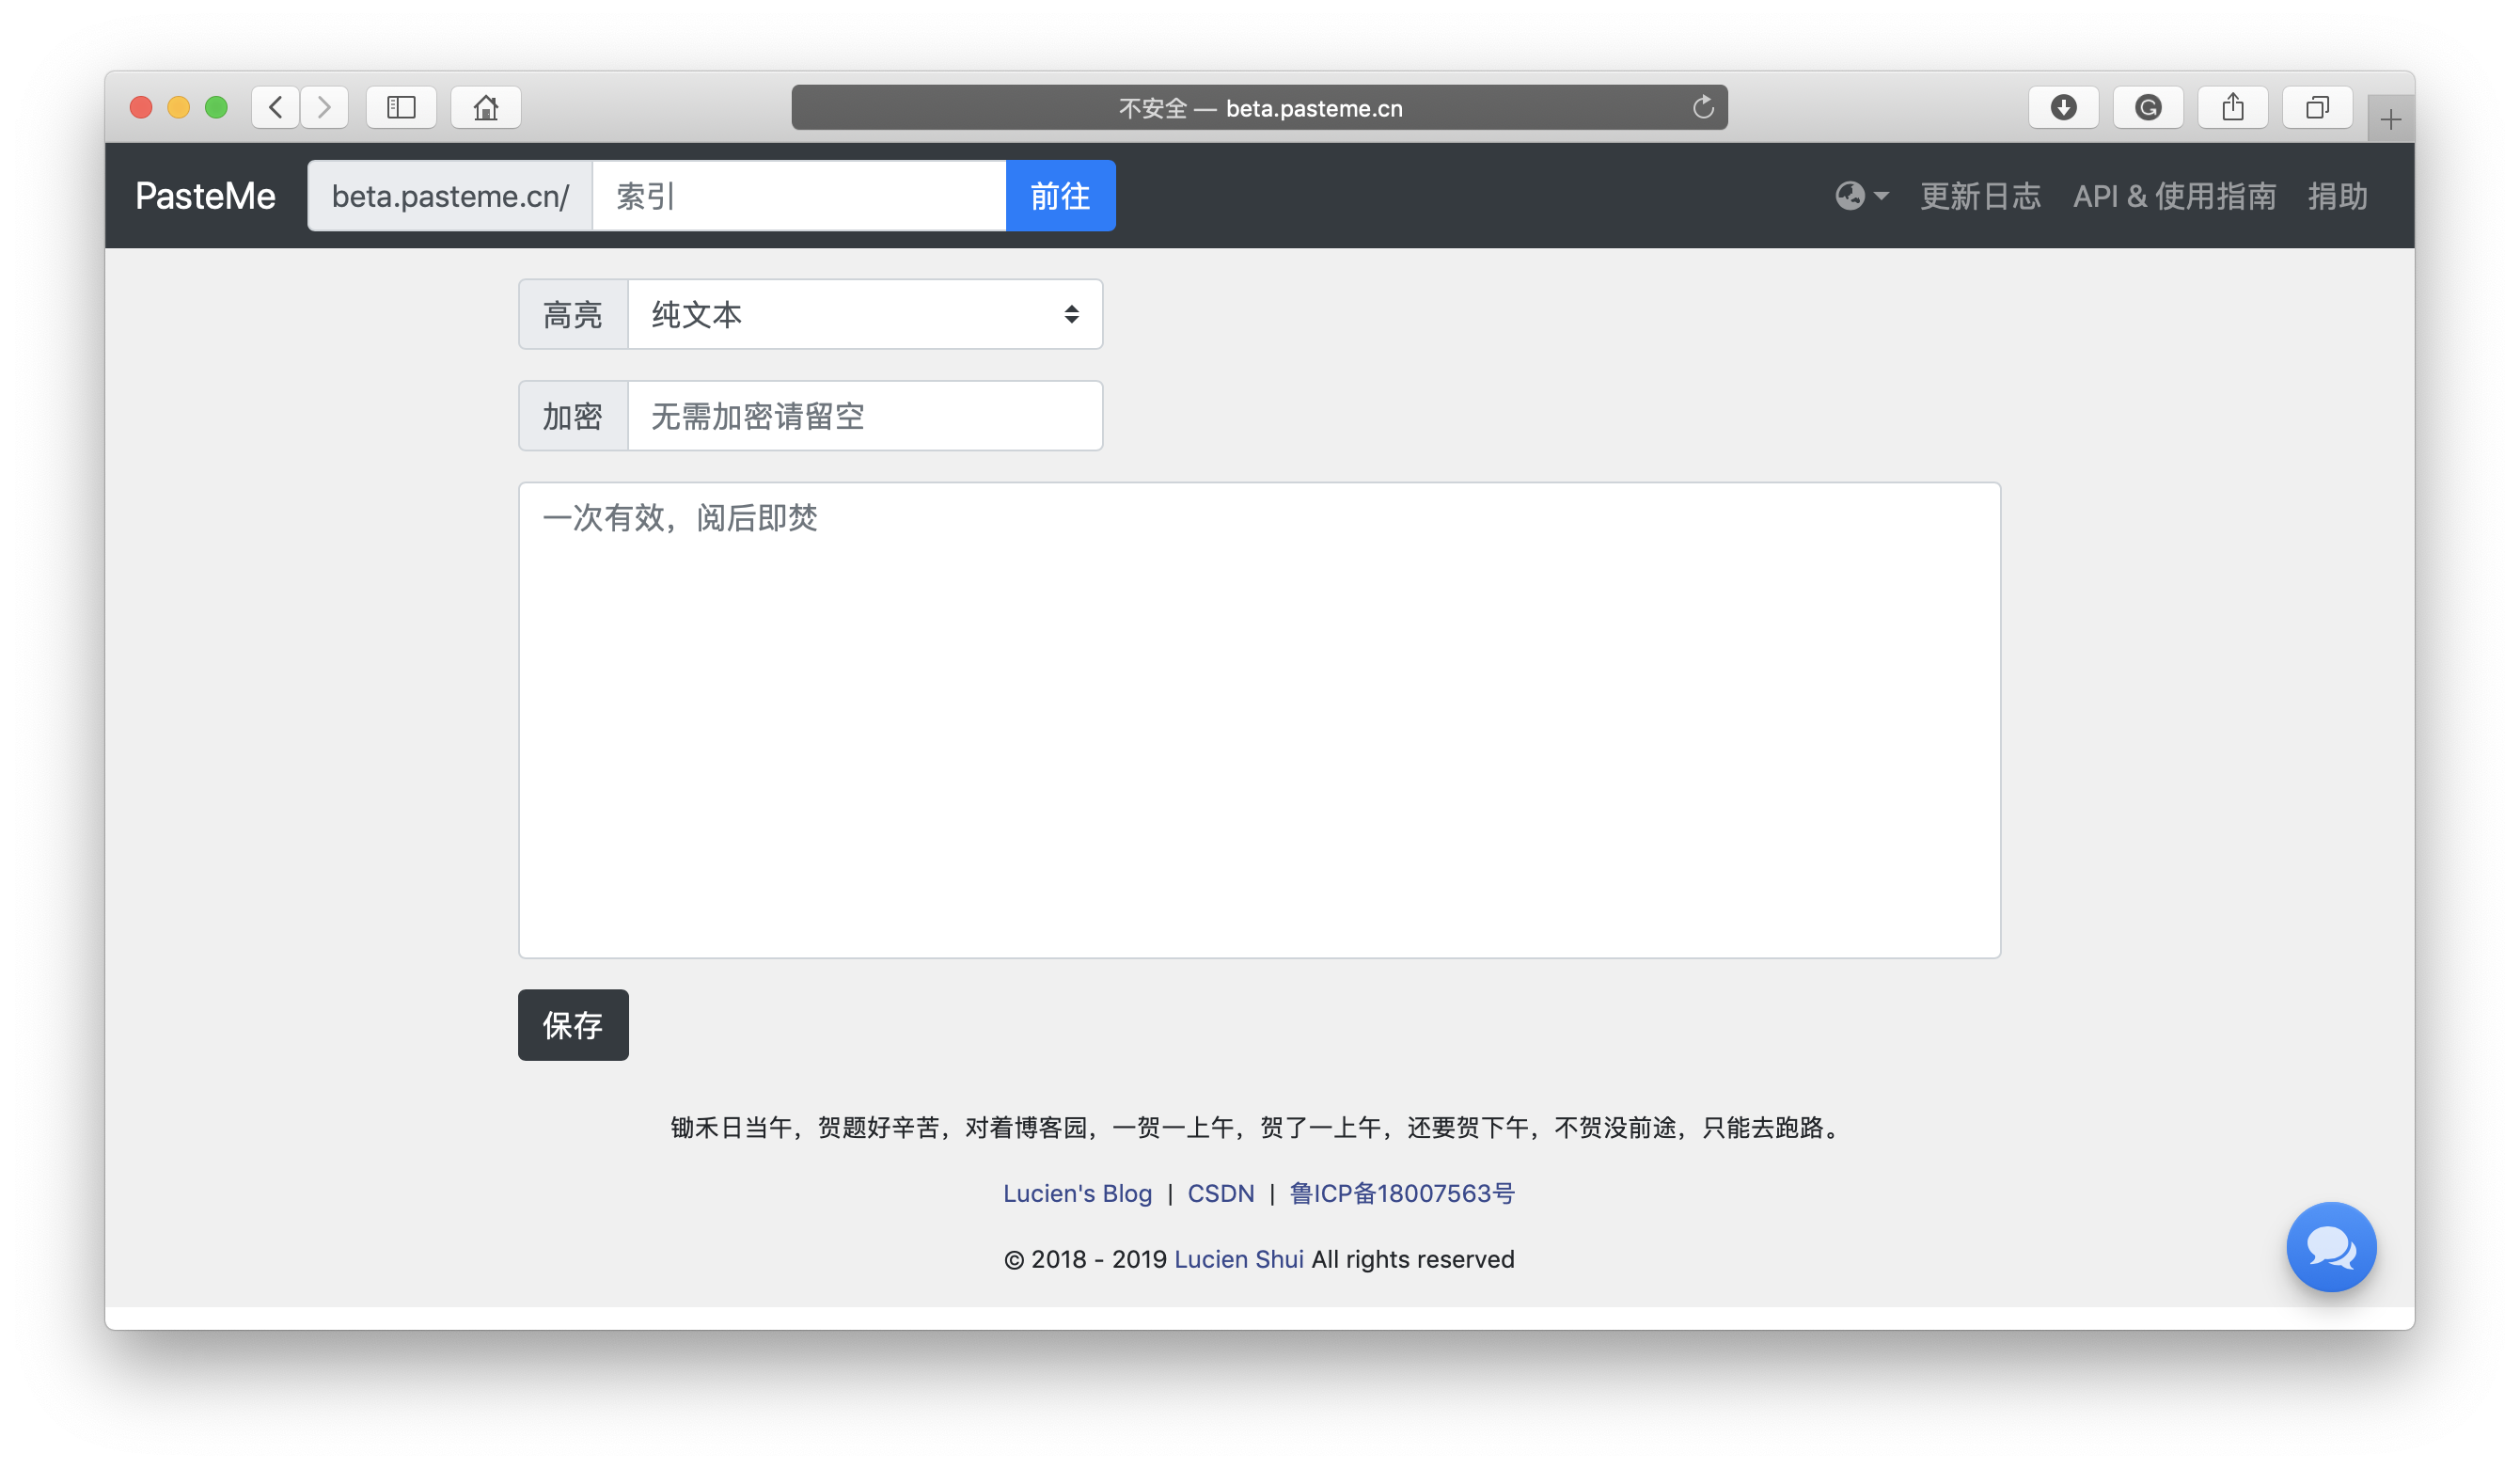 不安全 — beta.pasteme.cn
PasteMe beta.pasteme.cn/ 索引 前往 更新日志 API & 使用指南 捐助
高亮 纯文本
加密 无需加密请留空
一次有效，阅后即焚
保存
锄禾日当午，贺题好辛苦，对着博客园，一贺一上午，贺了一上午，还要贺下午，不贺没前途，只能去跑路。
Lucien's Blog | CSDN | 鲁ICP备18007563号
© 2018 - 2019 Lucien Shui All rights reserved